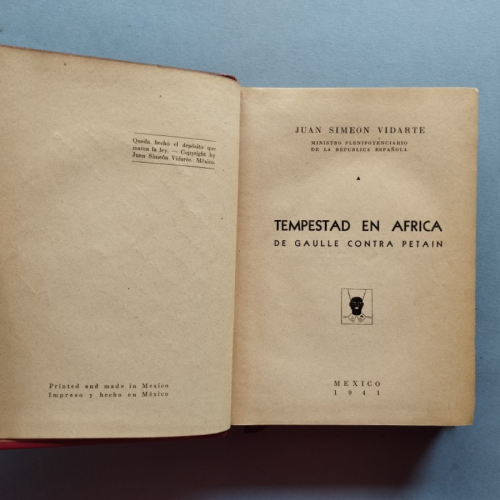 Queda hecho el depósito que
marca la ley. — Copyright by
Juan Simeón Vidarte. México.
Printed and made in Mexico
Impreso y hecho en México
JUAN SIMEON VIDARTE
MINISTRO PLENIPOTENCIARIO
DE LA REPUBLICA ESPAÑOLA
TEMPESTAD EN AFRICA
DE GAULLE CONTRA PETAIN
MEXICO
1941